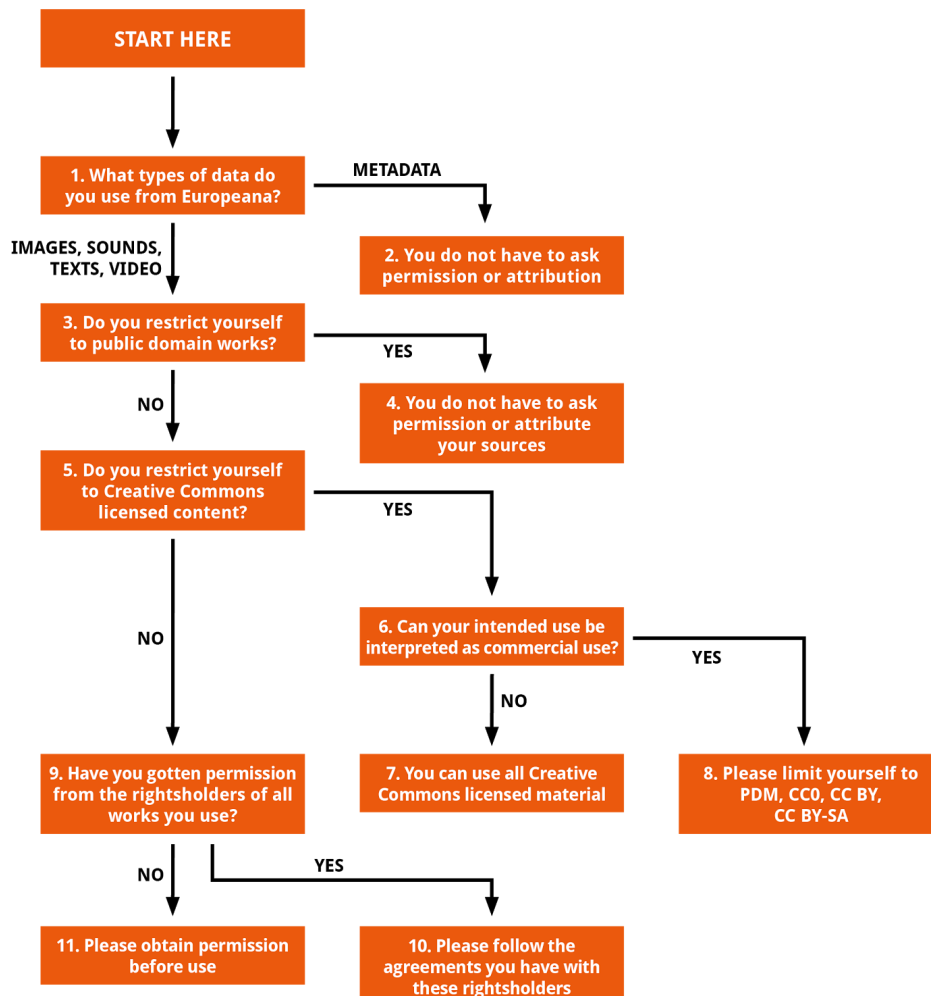 START HERE
1. What types of data do
you use from Europeana?
METADATA
IMAGES, SOUNDS,
TEXTS, VIDEO
2. You do not have to ask
permission or attribution
3. Do you restrict yourself
to public domain works?
YES
NO
4. You do not have to ask
permission or attribute
your sources
5. Do you restrict yourself
to Creative Commons
licensed content?
YES
NO
6. Can your intended use be
interpreted as commercial use?
YES
NO
7. You can use all Creative
Commons licensed material
8. Please limit yourself to
PDM, CC0, CC BY,
CC BY-SA
9. Have you gotten permission
from the rightsholders of all
works you use?
NO
YES
11. Please obtain permission
before use
10. Please follow the
agreements you have with
these rightsholders